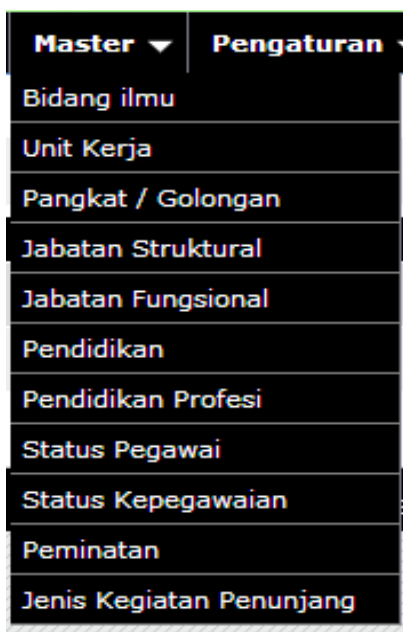 Master Pengaturan
Bidang ilmu
Unit Kerja
Pangkat / Golongan
Jabatan Struktural
Jabatan Fungsional
Pendidikan
Pendidikan Profesi
Status Pegawai
Status Kepegawaian
Peminatan
Jenis Kegiatan Penunjang